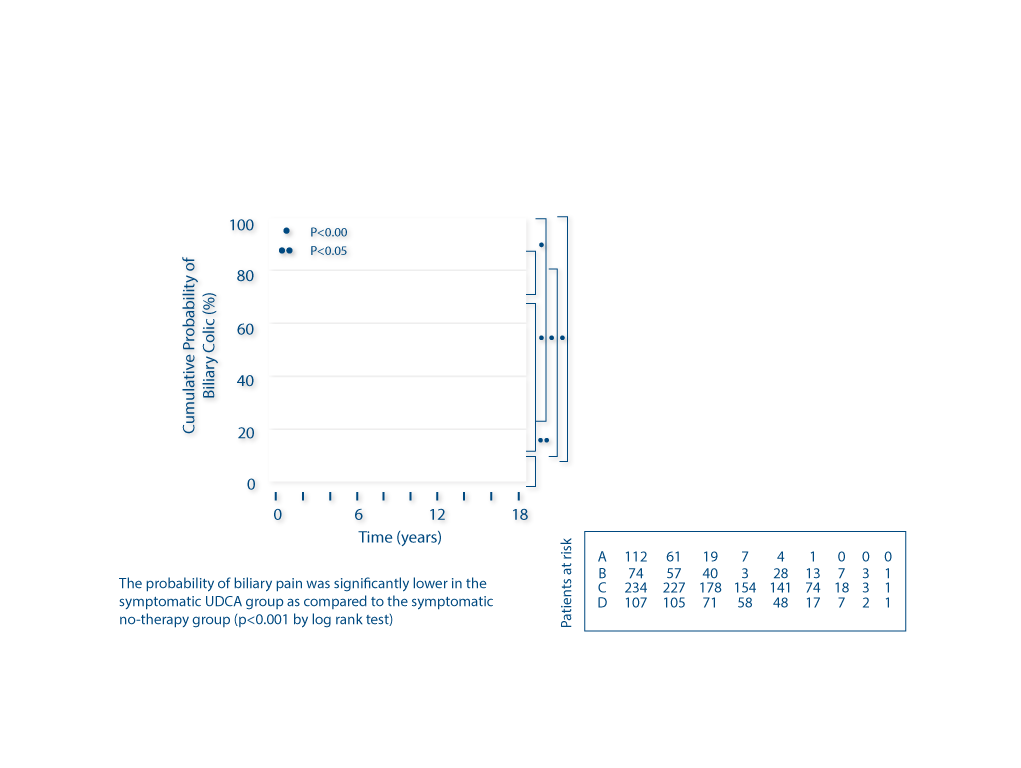 Cumulative Probability of
Biliary Colic (%)
100
80
60
40
20
0
• P<0.00
•• P<0.05
•
• • •
••
0 6 12 18
Time (years)
The probability of biliary pain was significantly lower in the
symptomatic UDCA group as compared to the symptomatic
no-therapy group (p<0.001 by log rank test)
Patients at risk
A 112 61 19 7 4 1 0 0 0
B 74 57 40 3 28 13 7 3 1
C 234 227 178 154 141 74 18 3 1
D 107 105 71 58 48 17 7 2 1